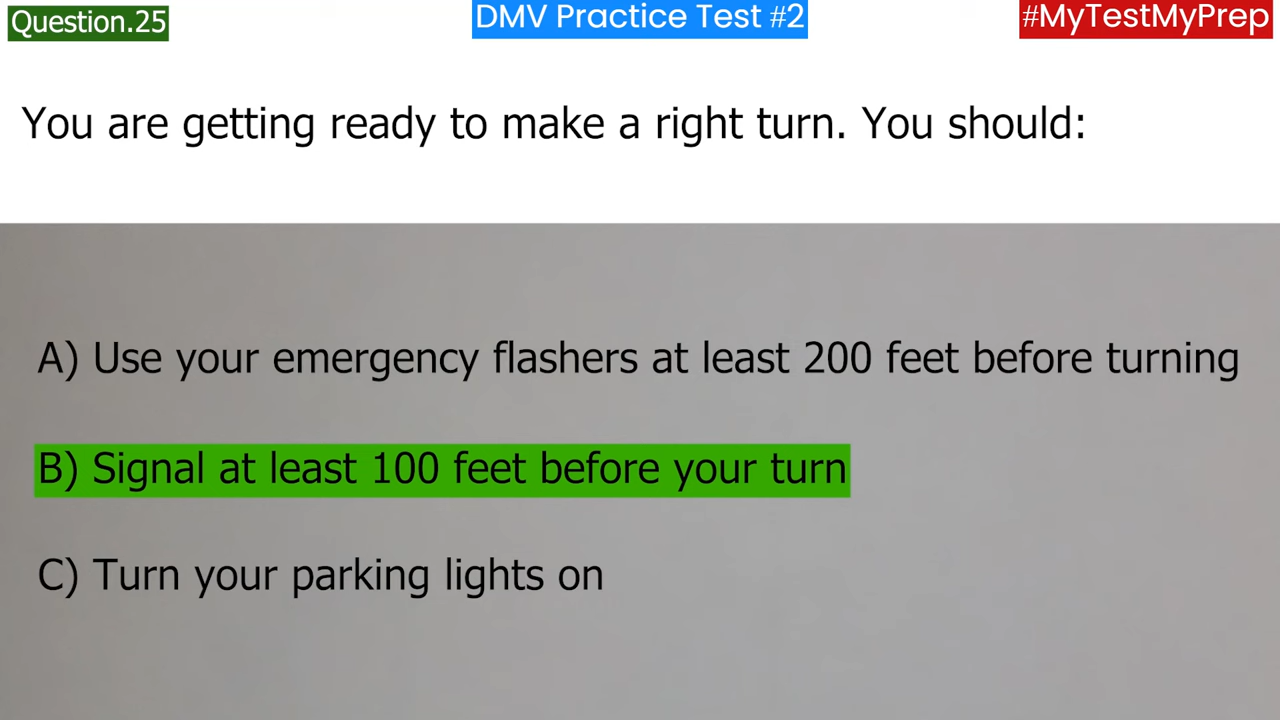 Question.25
DMV Practice Test #2
#MyTestMyPrep
You are getting ready to make a right turn. You should:
A) Use your emergency flashers at least 200 feet before turning
B) Signal at least 100 feet before your turn
C) Turn your parking lights on